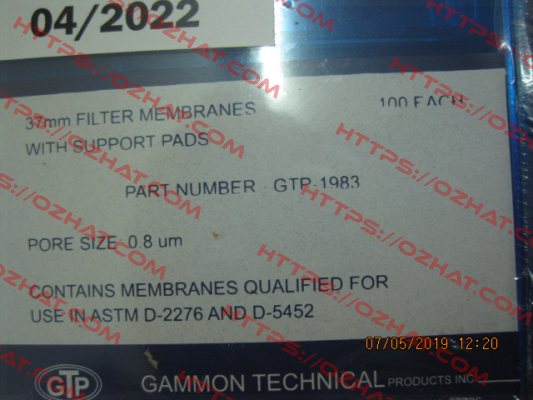 04/2022
37mm FILTER MEMBRANES 100 EACH
WITH SUPPORT PADS
PART NUMBER : GTP-1983
PORE SIZE 0.8 um
CONTAINS MEMBRANES QUALIFIED FOR
USE IN ASTM D-2276 AND D-5452
07/05/2019 12:20
GTP
GAMMON TECHNICAL PRODUCTS INC
HTTPS://OZHAT.COM